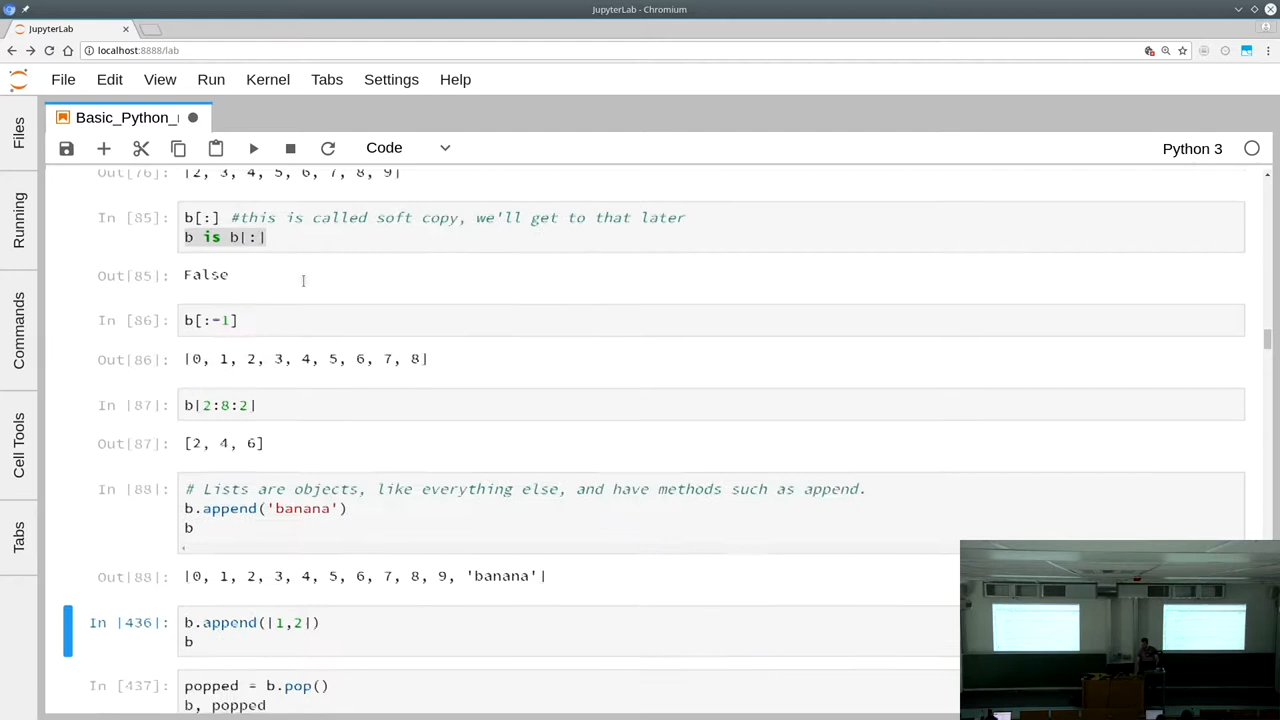 JupyterLab - Chromium
JupyterLab
localhost:8888/lab
File Edit View Run Kernel Tabs Settings Help
Basic_Python_
Code
Python 3
Files
Running
Commands
Cell Tools
Tabs
Out[76]: [2, 3, 4, 5, 6, 7, 8, 9]
In [85]: b[:] #this is called soft copy, we'll get to that later
b is b[:]
Out[85]: False
In [86]: b[:-1]
Out[86]: [0, 1, 2, 3, 4, 5, 6, 7, 8]
In [87]: b[2:8:2]
Out[87]: [2, 4, 6]
In [88]: # Lists are objects, like everything else, and have methods such as append.
b.append('banana')
b
Out[88]: [0, 1, 2, 3, 4, 5, 6, 7, 8, 9, 'banana']
In [436]: b.append([1,2])
b
In [437]: popped = b.pop()
b, popped